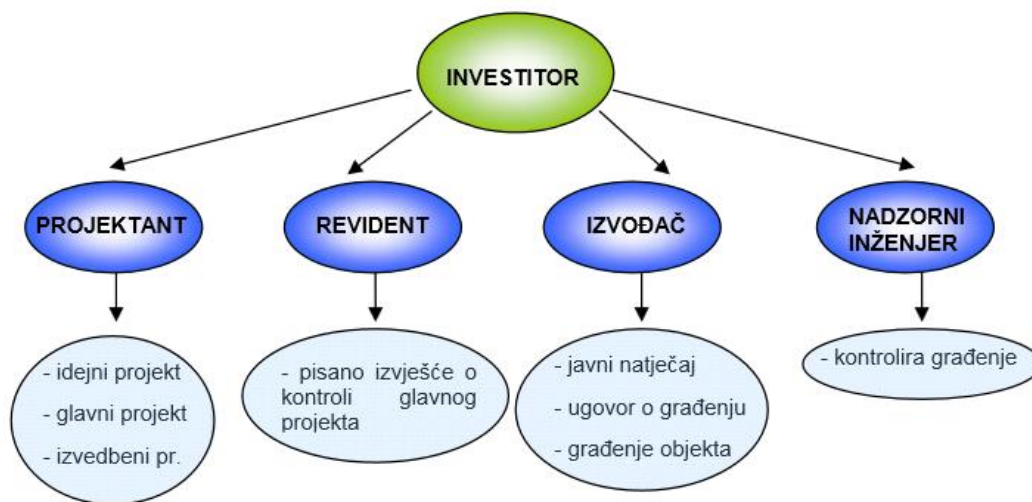 INVESTITOR
PROJEKTANT
REVIDENT
IZVOĐAČ
NADZORNI
INŽENJER
- idejni projekt
- glavni projekt
- izvedbeni pr.
- pisano izvješće o
kontroli glavnog
projekta
- javni natječaj
- ugovor o građenju
- građenje objekta
- kontrolira građenje